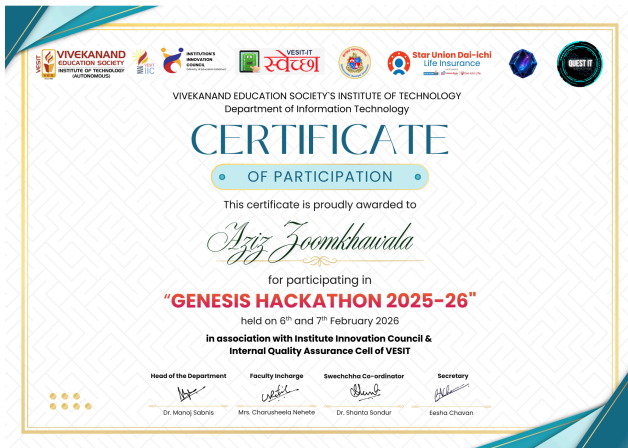 VESIT
VIVEKANAND
EDUCATION SOCIETY
INSTITUTE OF TECHNOLOGY
(AUTONOMOUS)
VESIT
IIC
INSTITUTION'S
INNOVATION
COUNCIL
VESIT-IT
स्वेच्छा
Star Union Dai-ichi
Life Insurance
QUEST IT
VIVEKANAND EDUCATION SOCIETY'S INSTITUTE OF TECHNOLOGY
Department of Information Technology
CERTIFICATE
OF PARTICIPATION
This certificate is proudly awarded to
Aziz Zoomkhawala
for participating in
“GENESIS HACKATHON 2025-26"
held on 6th and 7th February 2026
in association with Institute Innovation Council &
Internal Quality Assurance Cell of VESIT
Head of the Department Faculty Incharge Swechchha Co-ordinator Secretary
Dr. Manoj Sabnis Mrs. Charusheela Nehete Dr. Shanta Sondur Eesha Chavan